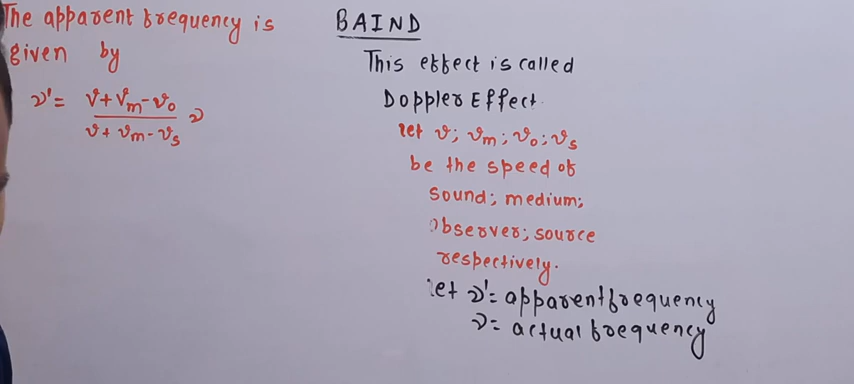 The apparent frequency is
given by
ν' = (v + vm - vo) / (v + vm - vs) ν
BAIND
This effect is called
Doppler Effect.
let v; vm; vo; vs
be the speed of
sound; medium;
observer; source
respectively.
let ν' = apparent frequency
ν = actual frequency